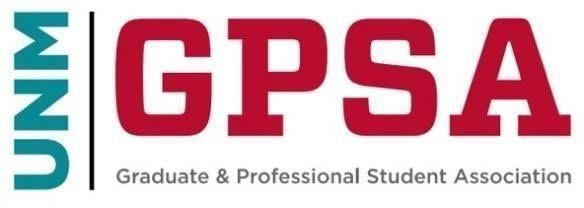 UNM
GPSA
Graduate & Professional Student Association